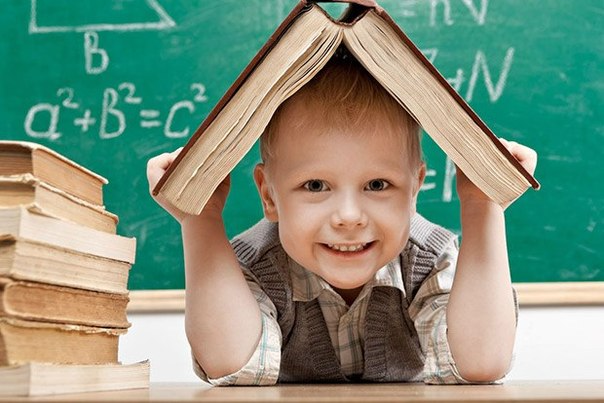 B
a² + B² = C²
+N